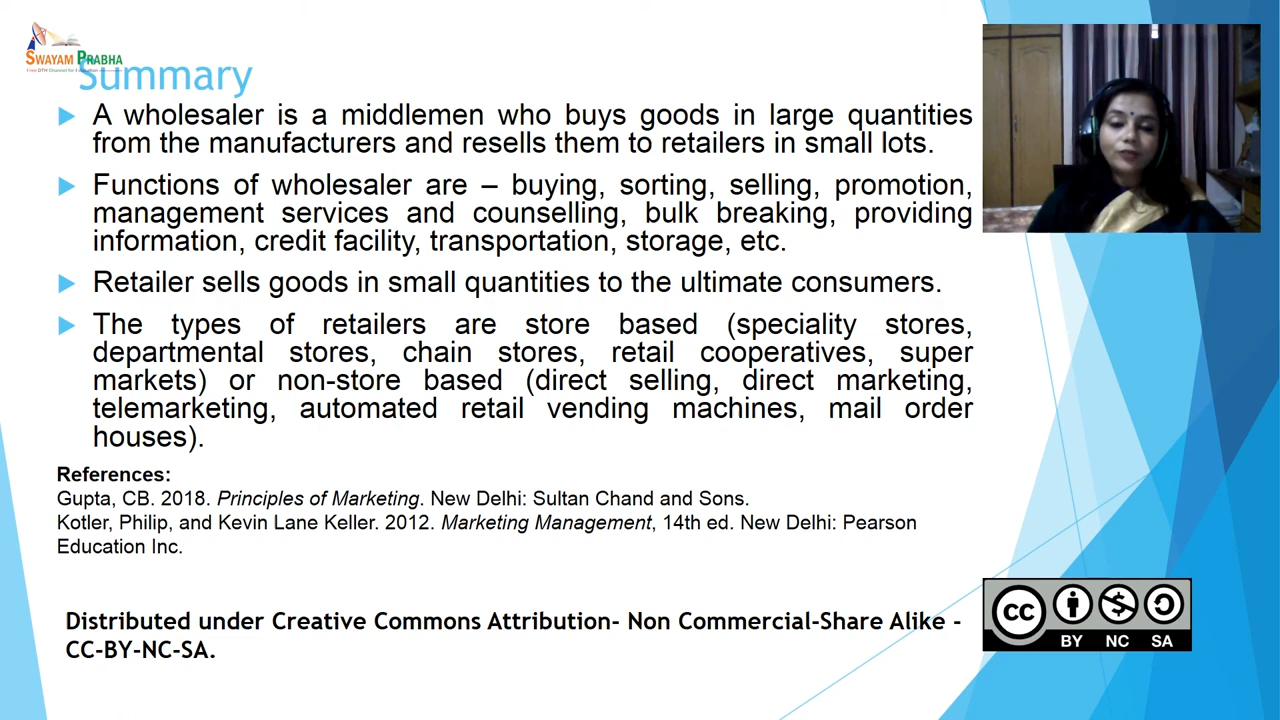 SWAYAM PRABHA
Summary
A wholesaler is a middlemen who buys goods in large quantities
from the manufacturers and resells them to retailers in small lots.
Functions of wholesaler are – buying, sorting, selling, promotion,
management services and counselling, bulk breaking, providing
information, credit facility, transportation, storage, etc.
Retailer sells goods in small quantities to the ultimate consumers.
The types of retailers are store based (speciality stores,
departmental stores, chain stores, retail cooperatives, super
markets) or non-store based (direct selling, direct marketing,
telemarketing, automated retail vending machines, mail order
houses).
References:
Gupta, CB. 2018. Principles of Marketing. New Delhi: Sultan Chand and Sons.
Kotler, Philip, and Kevin Lane Keller. 2012. Marketing Management, 14th ed. New Delhi: Pearson
Education Inc.
Distributed under Creative Commons Attribution- Non Commercial-Share Alike -
CC-BY-NC-SA.
cc
BY NC SA